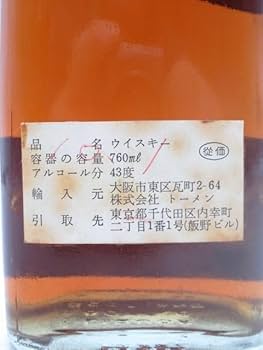 品名 ウイスキー
容器の容量 760ml 従価
アルコール分 43度
輸入元 大阪市東区瓦町2-64
株式会社 トーメン
引取先 東京都千代田区内幸町
二丁目1番1号(飯野ビル)